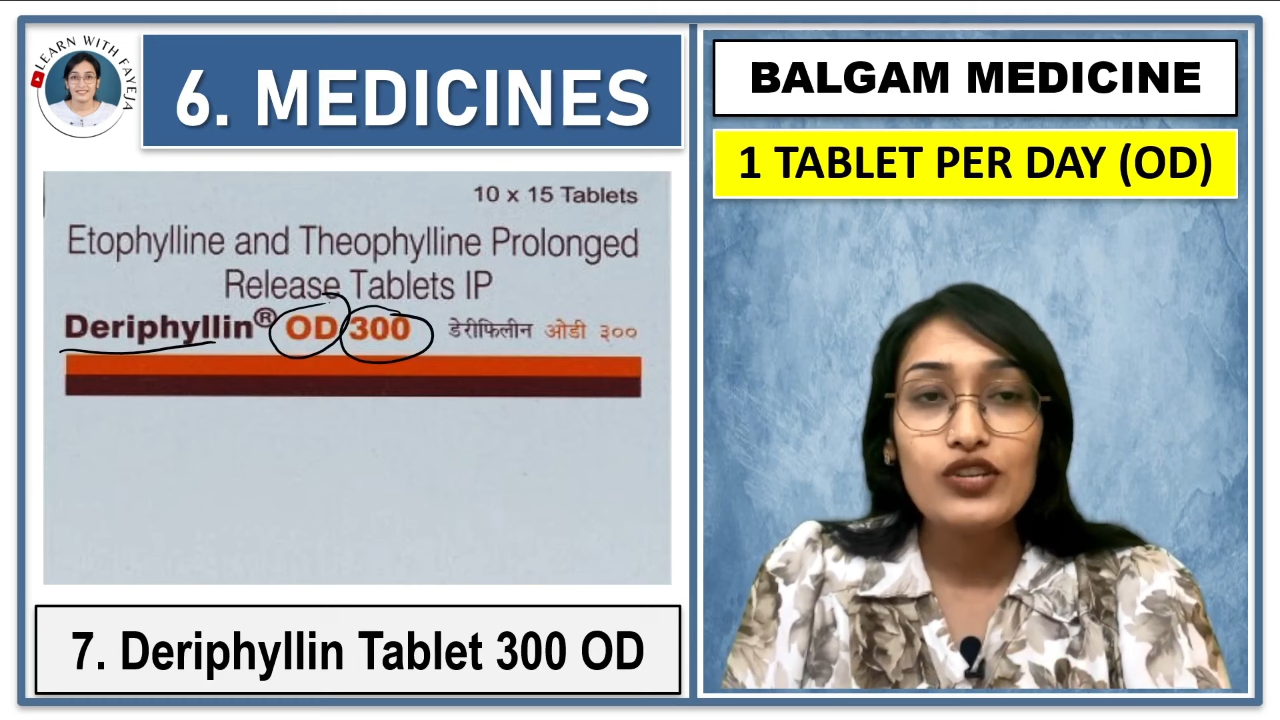 LEARN WITH FAYEJA
6. MEDICINES
10 x 15 Tablets
Etophylline and Theophylline Prolonged
Release Tablets IP
Deriphyllin® OD 300 डेरीफिलीन ओडी ३००
7. Deriphyllin Tablet 300 OD
BALGAM MEDICINE
1 TABLET PER DAY (OD)